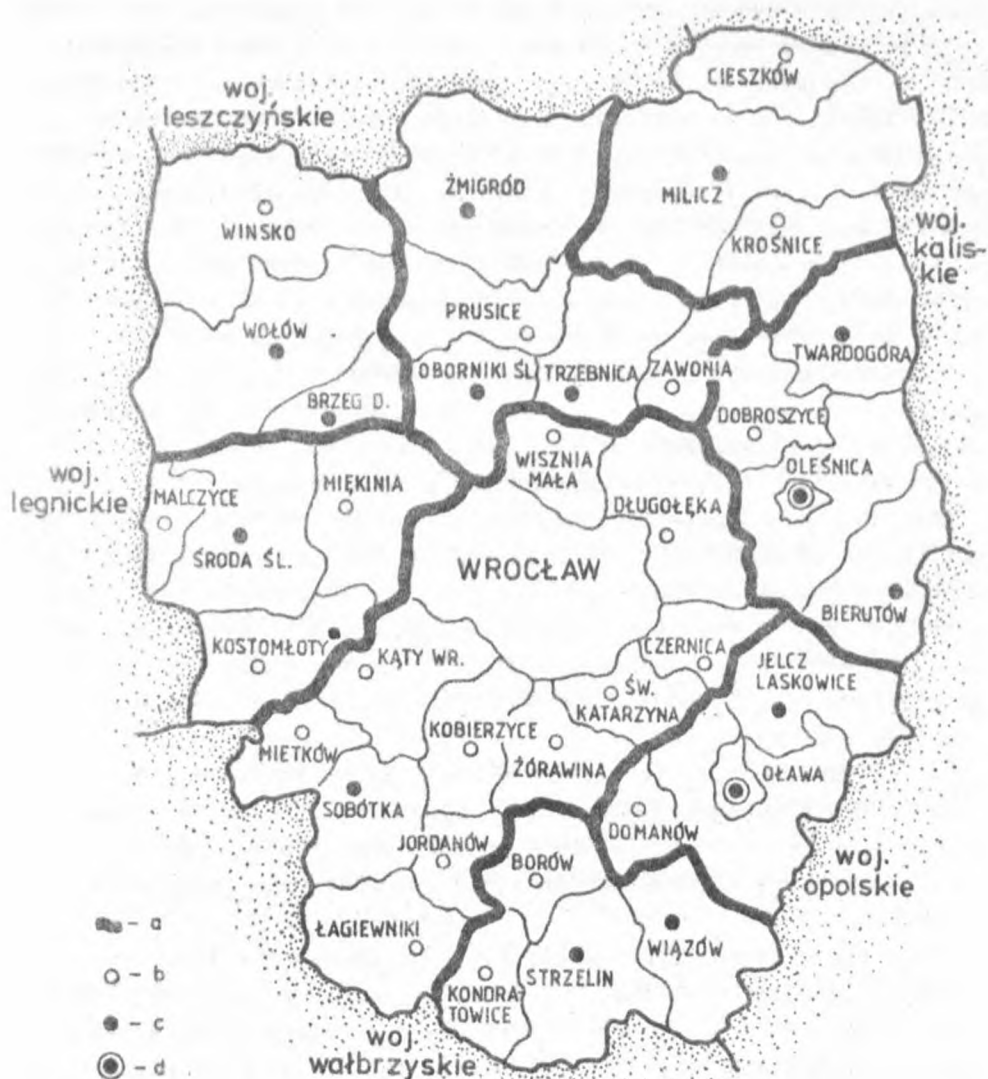 CIESZKÓW
woj.
leszczyńskie
ŻMIGRÓD
MILICZ
WINSKO
KROŚNICE
woj.
kalis-
kie
PRUSICE
WOŁÓW
TWARDOGÓRA
OBORNIKI ŚL.
TRZEBNICA
ZAWONIA
BRZEG D.
DOBROSZYCE
WISZNIA
MAŁA
OLEŚNICA
woj.
legnickie
MALCZYCE
MIĘKINIA
DŁUGOŁĘKA
ŚRODA ŚL.
WROCŁAW
BIERUTÓW
KOSTOMŁOTY
KĄTY WR.
CZERNICA
JELCZ
LASKOWICE
ŚW.
KATARZYNA
MIETKÓW
KOBIERZYCE
ŻÓRAWINA
OŁAWA
SOBÓTKA
DOMANÓW
JORDANÓW
BORÓW
woj.
opolskie
ŁAGIEWNIKI
WIĄZÓW
STRZELIN
KONDRA
TOWICE
woj.
wałbrzyskie
- a
- b
- c
- d